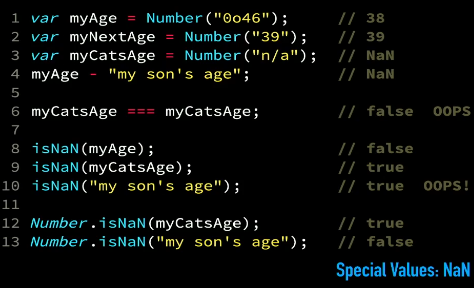 1 var myAge = Number("0o46"); // 38
2 var myNextAge = Number("39"); // 39
3 var myCatsAge = Number("n/a"); // NaN
4 myAge - "my son's age"; // NaN
5
6 myCatsAge === myCatsAge; // false OOPS
7
8 isNaN(myAge); // false
9 isNaN(myCatsAge); // true
10 isNaN("my son's age"); // true OOPS!
11
12 Number.isNaN(myCatsAge); // true
13 Number.isNaN("my son's age"); // false
Special Values: NaN